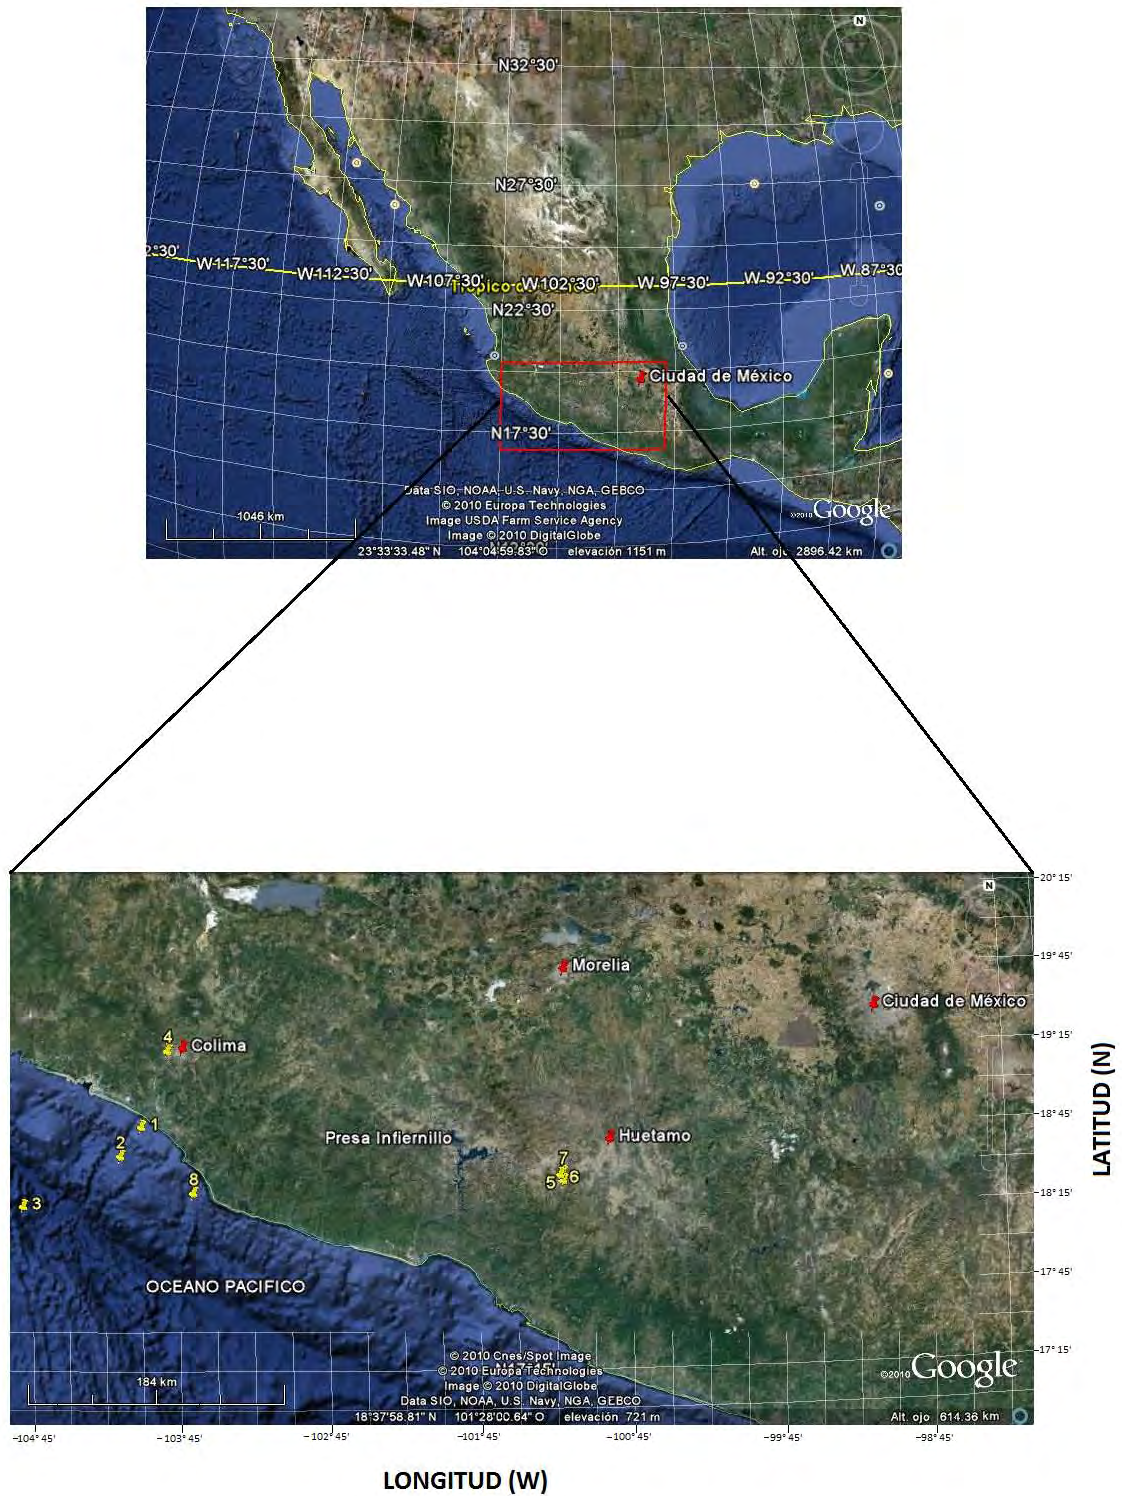 N
N32°30'
N27°30'
2°30'
W117°30'
W112°30'
W107°30'
W102°30'
W-97°30'
W-92°30'
W-87°30
Trópico
N22°30'
Ciudad de México
N17°30'
Data SIO, NOAA, U.S. Navy, NGA, GEBCO
© 2010 Europa Technologies
Image USDA Farm Service Agency
Image © 2010 DigitalGlobe
©2010 Google
1046 km
23°33'33.48" N 104°04'59.83" O elevación 1151 m Alt. ojo 2896.42 km
20°15'
N
19°45'
Morelia
Ciudad de México
19°15'
4
Colima
LATITUD (N)
18°45'
1
2
Presa Infiernillo
Huetamo
7
5
6
8
18°15'
3
17°45'
OCEANO PACIFICO
17°15'
© 2010 Cnes/Spot Image
N17°15'
© 2010 Europa Technologies
Image © 2010 DigitalGlobe
Data SIO, NOAA, U.S. Navy, NGA, GEBCO
©2010 Google
184 km
18°37'58.81" N 101°28'00.64" O elevación 721 m Alt. ojo 614.36 km
-104°45'
-103°45'
-102°45'
-101°45'
-100°45'
-99°45'
-98°45'
LONGITUD (W)